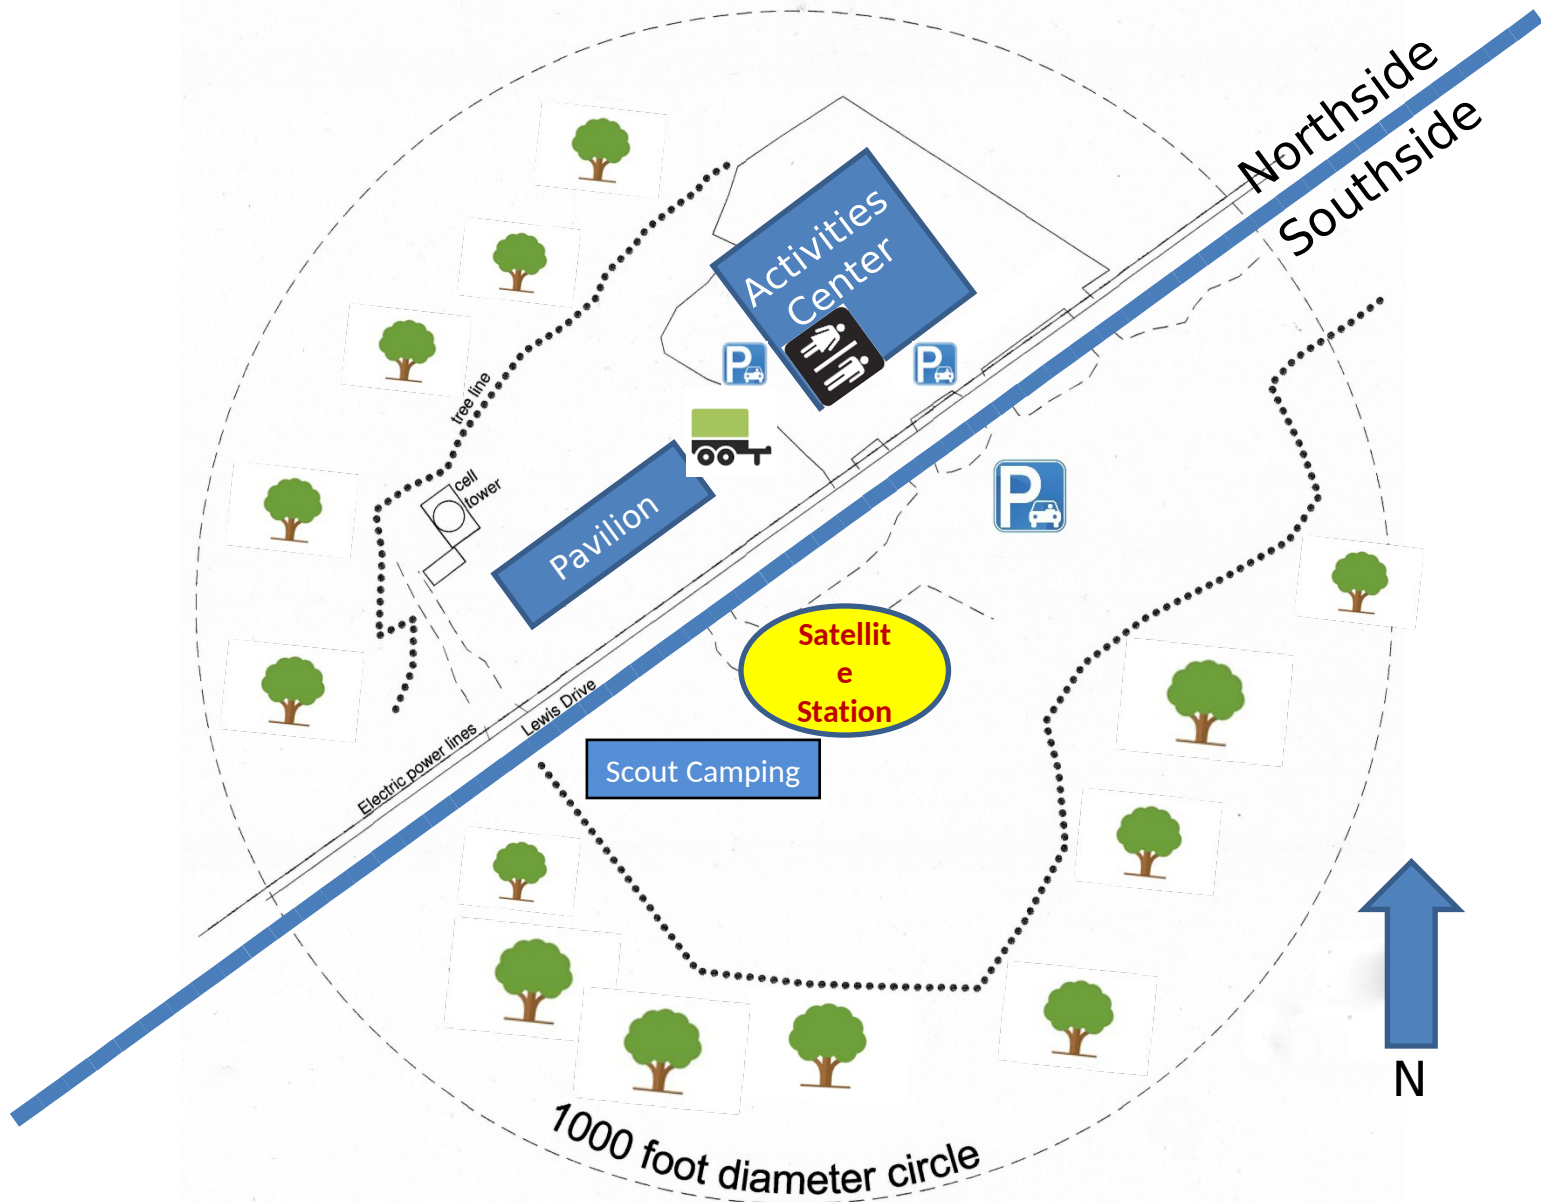 Northside
Southside
Activities
Center
P
P
tree line
cell
tower
P
Pavilion
Satellit
e
Station
Lewis Drive
Electric power lines
Scout Camping
N
1000 foot diameter circle